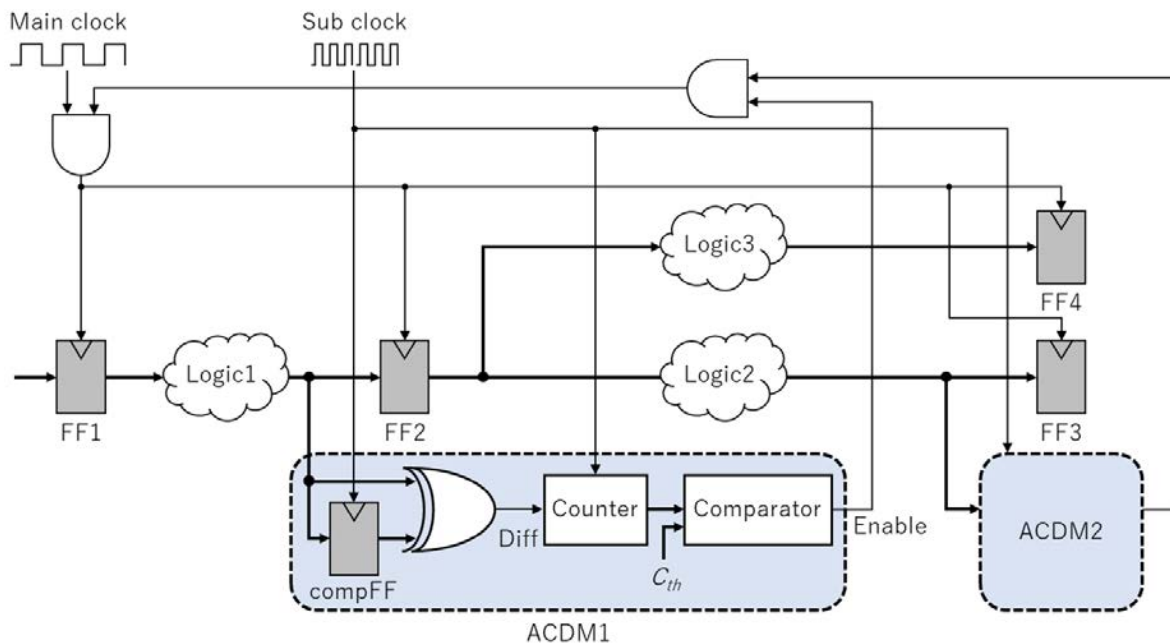 Main clock
Sub clock
Logic3
FF4
Logic1
Logic2
FF1
FF2
FF3
Counter
Comparator
Diff
Enable
C_th
compFF
ACDM2
ACDM1